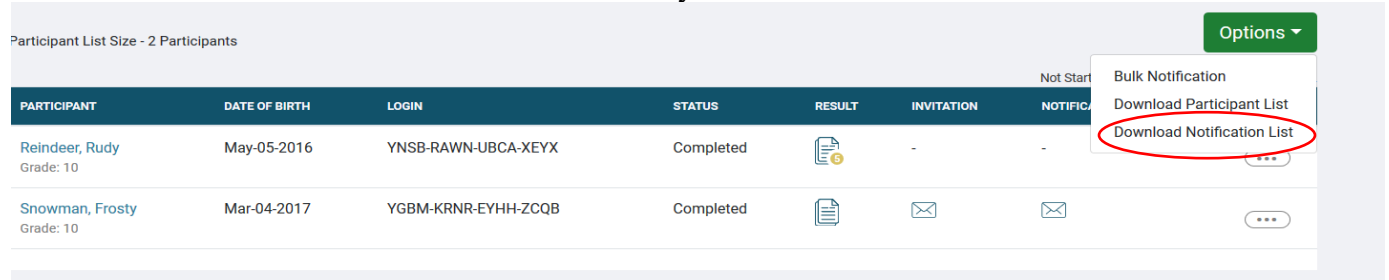 Participant List Size - 2 Participants
Options
Not Start
Bulk Notification
Download Participant List
Download Notification List
PARTICIPANT DATE OF BIRTH LOGIN STATUS RESULT INVITATION NOTIFICA
Reindeer, Rudy May-05-2016 YNSB-RAWN-UBCA-XEYX Completed 5 - -
Grade: 10
Snowman, Frosty Mar-04-2017 YGBM-KRNR-EYHH-ZCQB Completed
Grade: 10